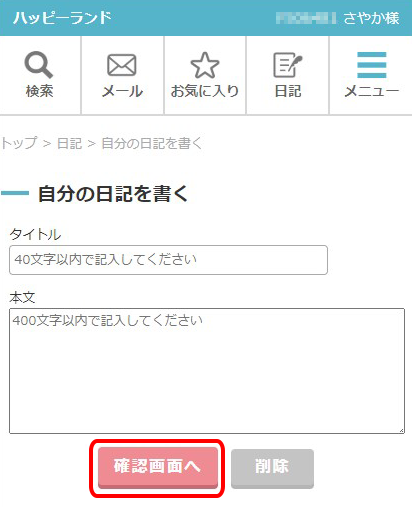 ハッピーランド
さやか様
検索 メール お気に入り 日記 メニュー
トップ > 日記 > 自分の日記を書く
自分の日記を書く
タイトル
40文字以内で記入してください
本文
400文字以内で記入してください
確認画面へ 削除